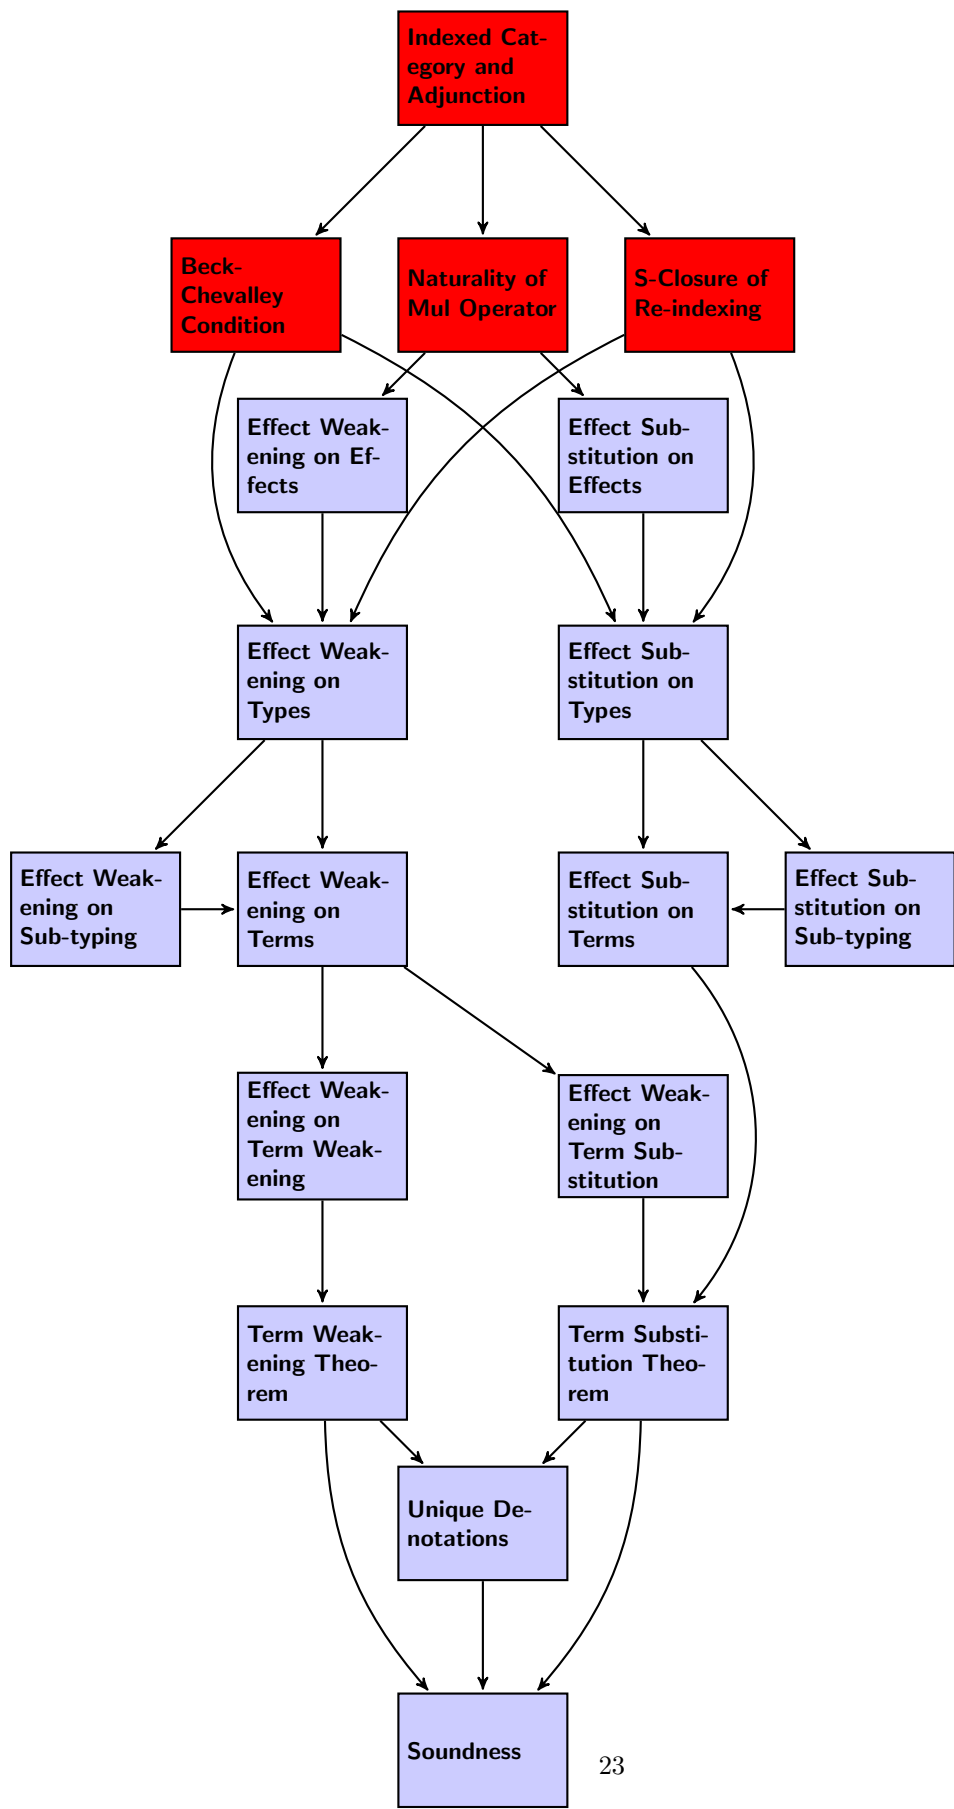 Indexed Cat-
egory and
Adjunction
Beck-
Chevalley
Condition
Naturality of
Mul Operator
S-Closure of
Re-indexing
Effect Weak-
ening on Ef-
fects
Effect Sub-
stitution on
Effects
Effect Weak-
ening on
Types
Effect Sub-
stitution on
Types
Effect Weak-
ening on
Sub-typing
Effect Weak-
ening on
Terms
Effect Sub-
stitution on
Terms
Effect Sub-
stitution on
Sub-typing
Effect Weak-
ening on
Term Weak-
ening
Effect Weak-
ening on
Term Sub-
stitution
Term Weak-
ening Theo-
rem
Term Substi-
tution Theo-
rem
Unique De-
notations
Soundness
23